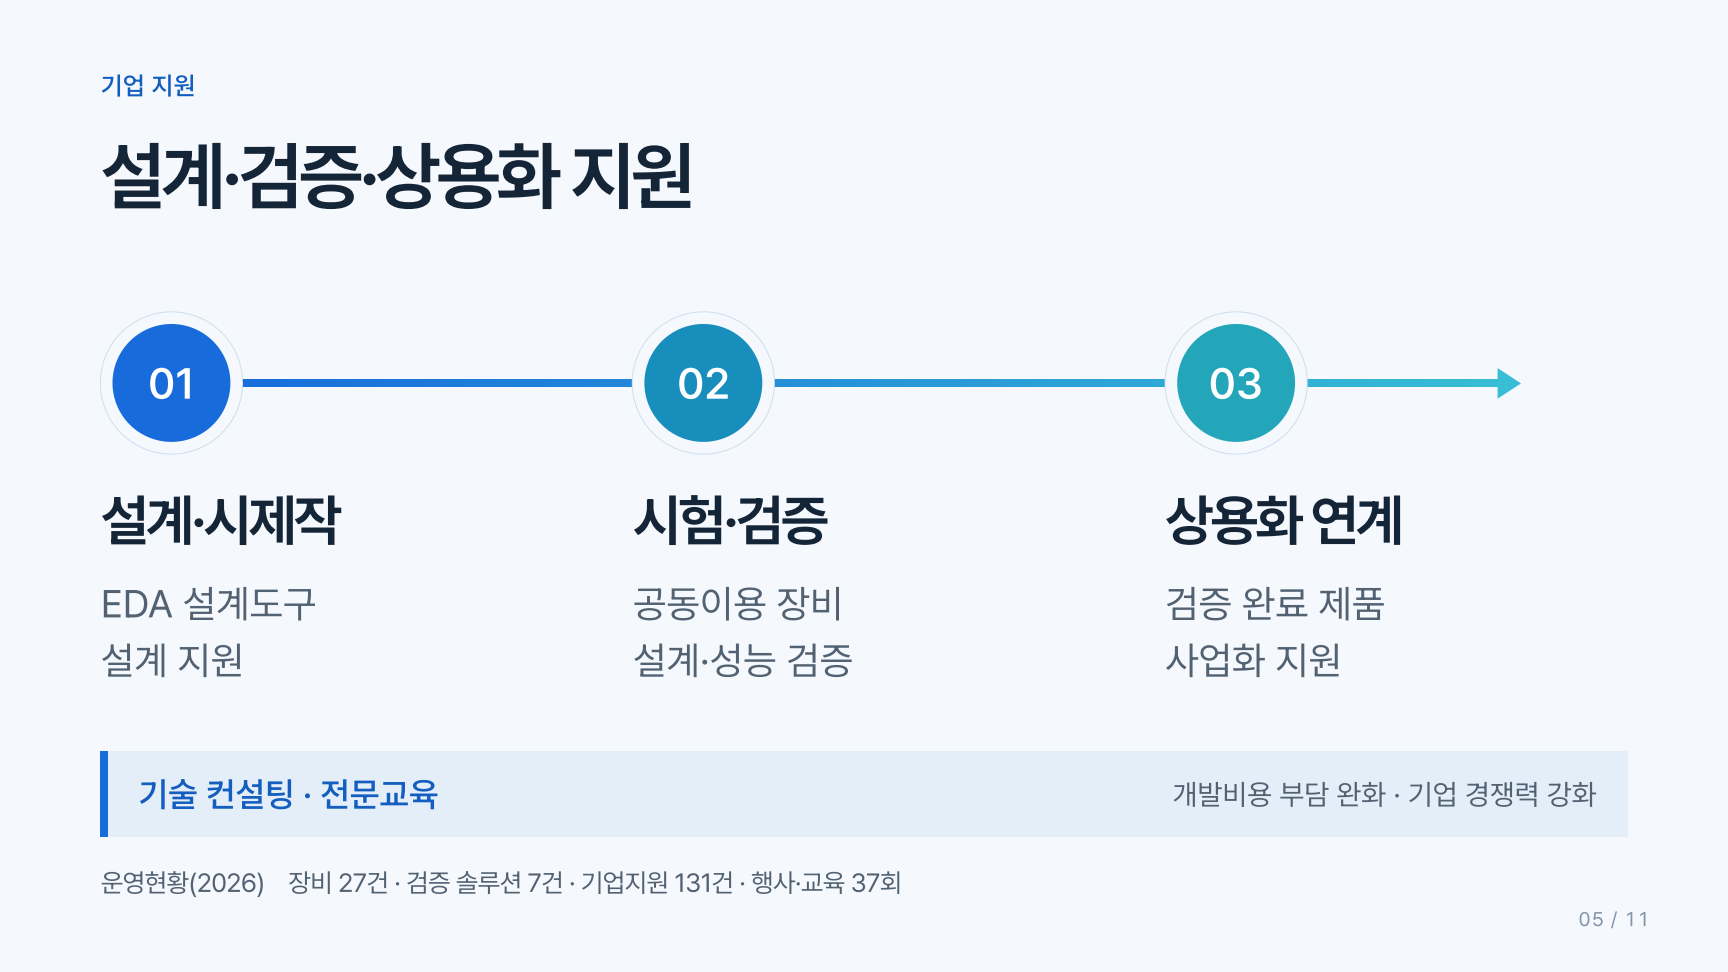 기업 지원
설계·검증·상용화 지원
01
02
03
설계·시제작
EDA 설계도구
설계 지원
시험·검증
공동이용 장비
설계·성능 검증
상용화 연계
검증 완료 제품
사업화 지원
기술 컨설팅 · 전문교육
개발비용 부담 완화 · 기업 경쟁력 강화
운영현황(2026) 장비 27건 · 검증 솔루션 7건 · 기업지원 131건 · 행사·교육 37회
05 / 11